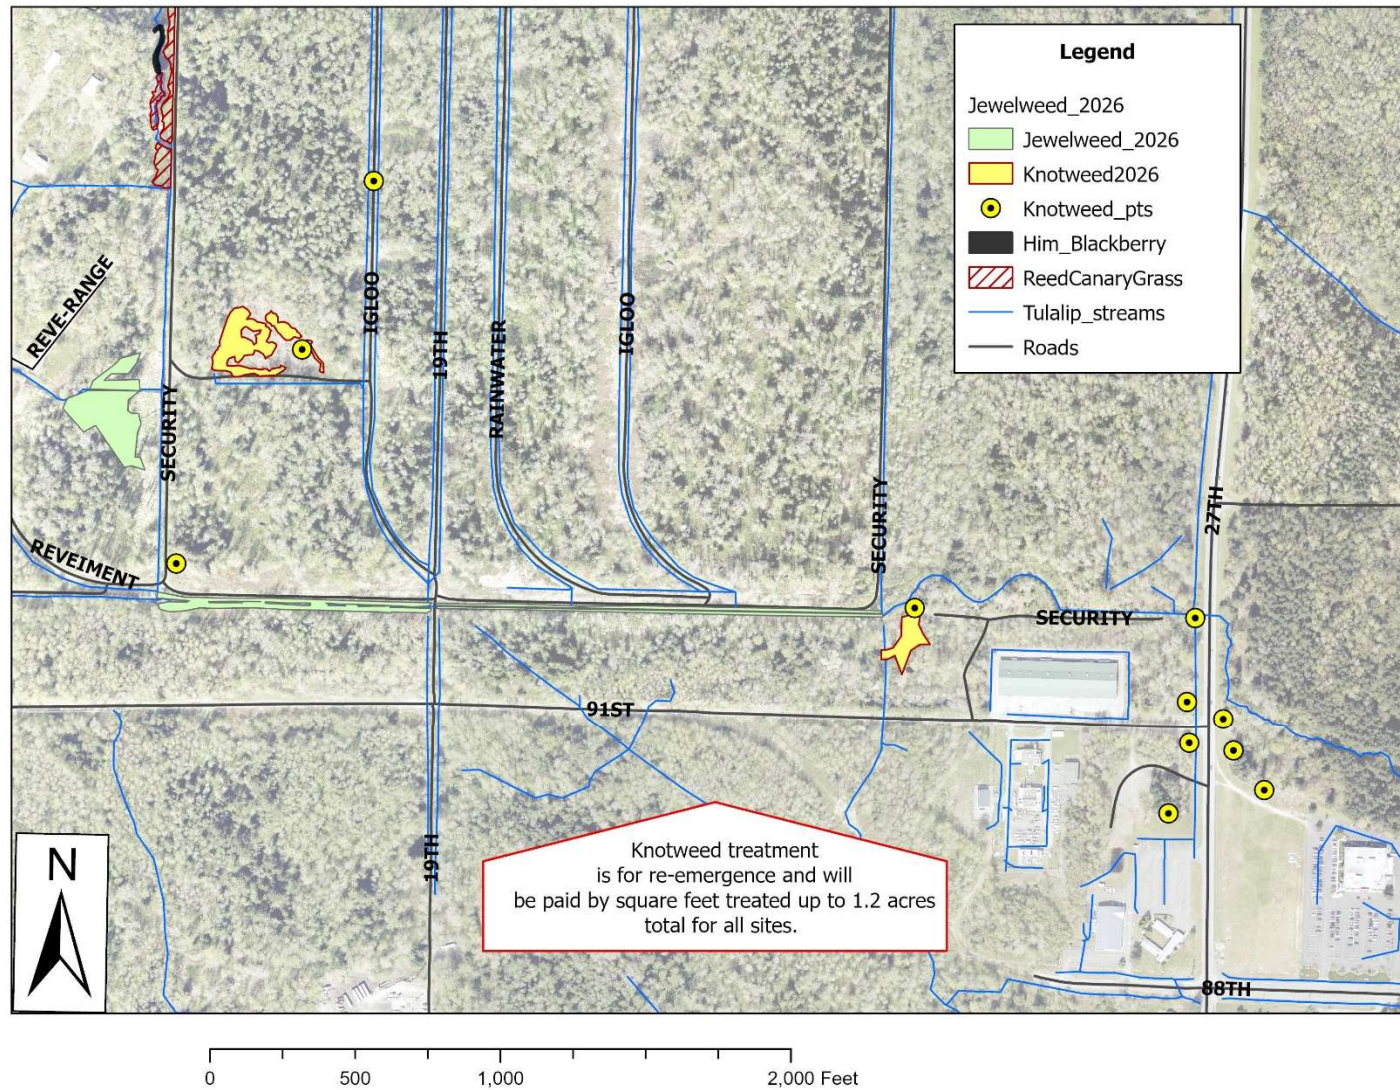 Legend
Jewelweed_2026
Jewelweed_2026
Knotweed2026
Knotweed_pts
Him_Blackberry
ReedCanaryGrass
Tulalip_streams
Roads
REVE-RANGE
IGLOO
19TH
RAINWATER
IGLOO
SECURITY
SECURITY
27TH
REVEIMENT
SECURITY
91ST
19TH
Knotweed treatment
is for re-emergence and will
be paid by square feet treated up to 1.2 acres
total for all sites.
N
88TH
0 500 1,000 2,000 Feet